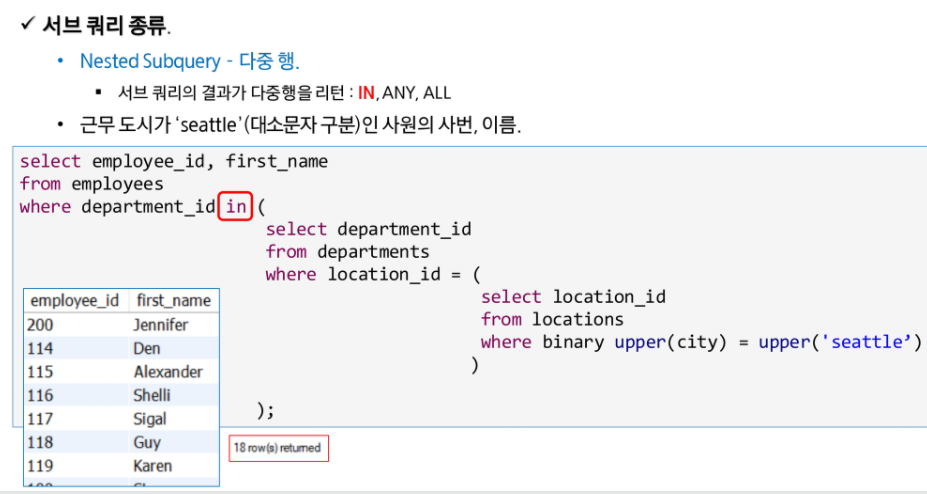 ✓ 서브 쿼리 종류.
• Nested Subquery - 다중 행.
▪ 서브 쿼리의 결과가 다중행을 리턴 : IN, ANY, ALL
• 근무 도시가 ‘seattle’(대소문자 구분)인 사원의 사번, 이름.
select employee_id, first_name
from employees
where department_id in (
select department_id
from departments
where location_id = (
select location_id
from locations
where binary upper(city) = upper('seattle’)
)
);
employee_id first_name
200 Jennifer
114 Den
115 Alexander
116 Shelli
117 Sigal
118 Guy
119 Karen
18 row(s) returned